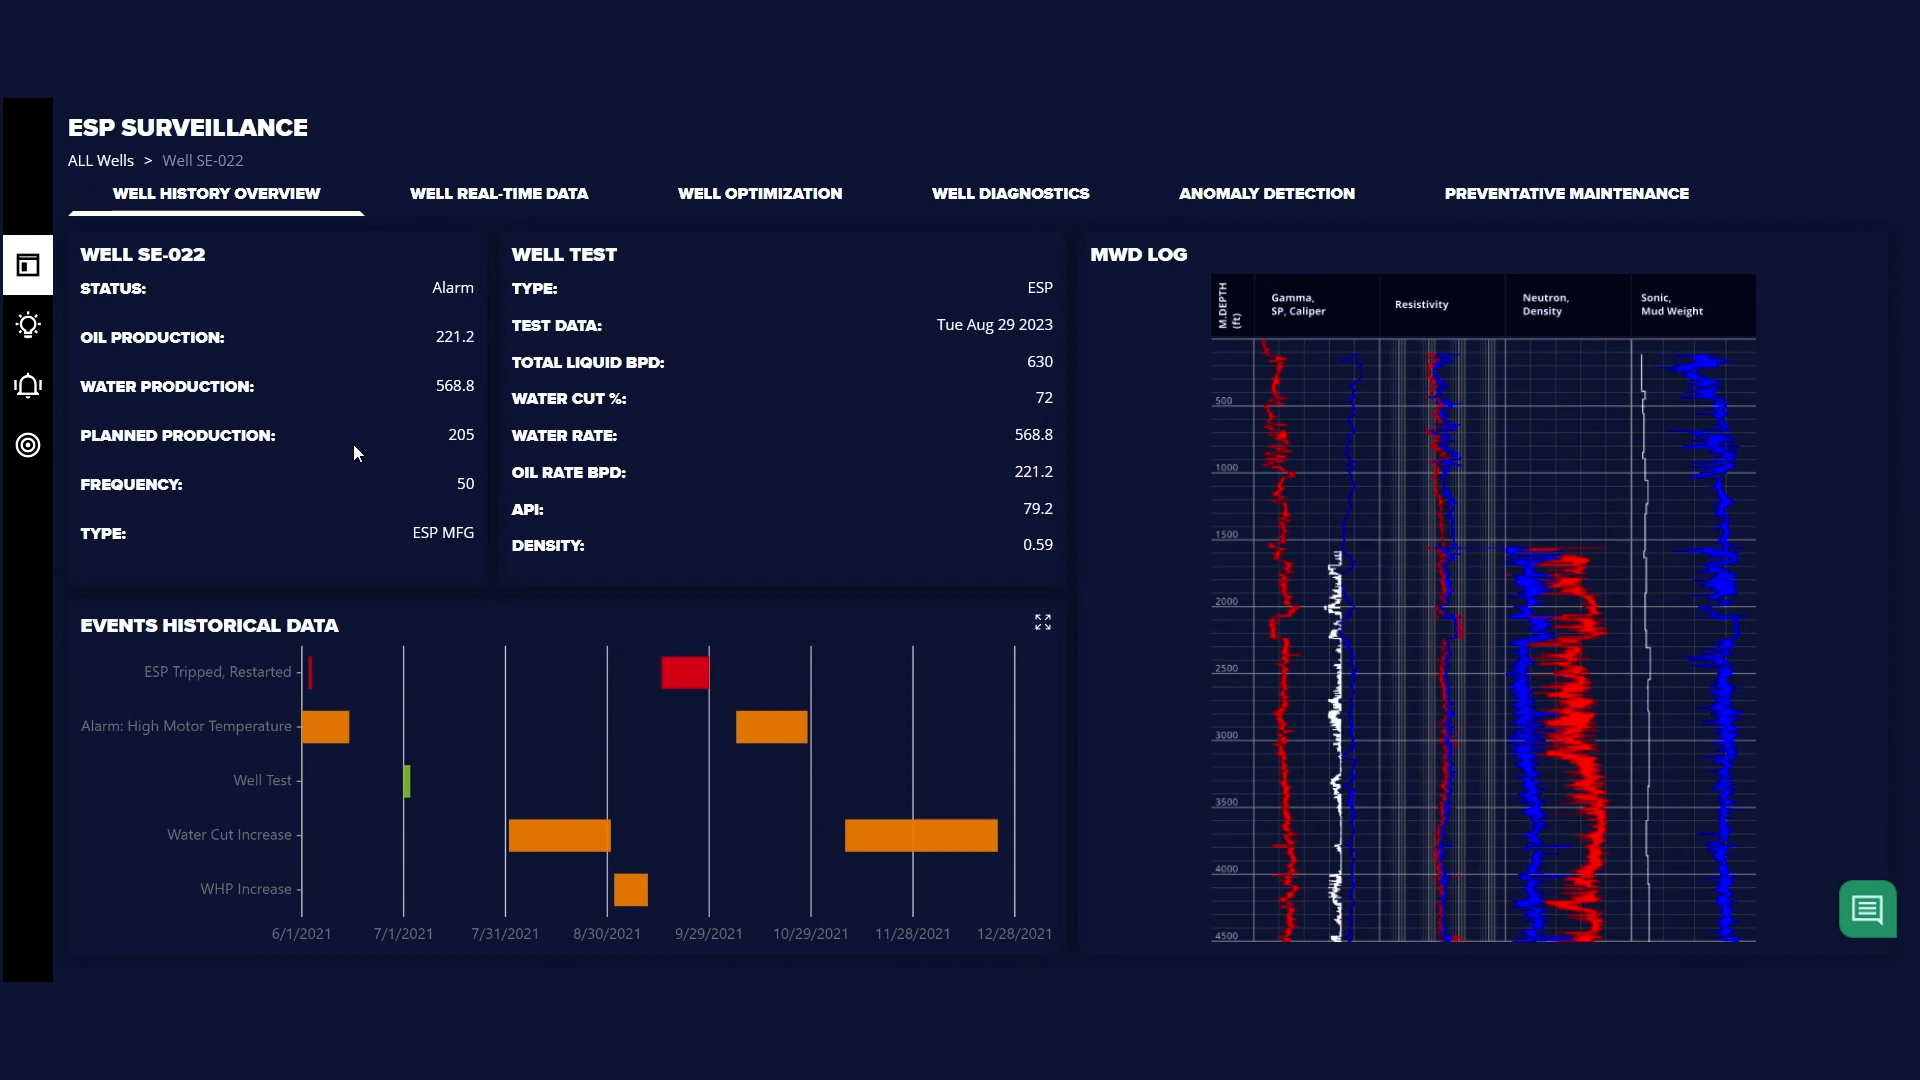 ESP SURVEILLANCE
ALL Wells > Well SE-022
WELL HISTORY OVERVIEW WELL REAL-TIME DATA WELL OPTIMIZATION WELL DIAGNOSTICS ANOMALY DETECTION PREVENTATIVE MAINTENANCE
WELL SE-022
STATUS: Alarm
OIL PRODUCTION: 221.2
WATER PRODUCTION: 568.8
PLANNED PRODUCTION: 205
FREQUENCY: 50
TYPE: ESP MFG
WELL TEST
TYPE: ESP
TEST DATA: Tue Aug 29 2023
TOTAL LIQUID BPD: 630
WATER CUT %: 72
WATER RATE: 568.8
OIL RATE BPD: 221.2
API: 79.2
DENSITY: 0.59
EVENTS HISTORICAL DATA
ESP Tripped, Restarted
Alarm: High Motor Temperature
Well Test
Water Cut Increase
WHP Increase
6/1/2021 7/1/2021 7/31/2021 8/30/2021 9/29/2021 10/29/2021 11/28/2021 12/28/2021
MWD LOG
M.DEPTH
(ft)
Gamma,
SP, Caliper
Resistivity
Neutron,
Density
Sonic,
Mud Weight
500
1000
1500
2000
2500
3000
3500
4000
4500